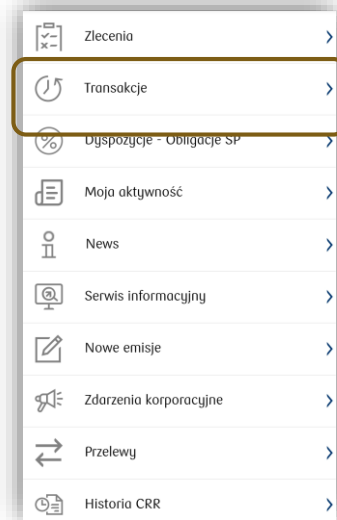 Zlecenia
Transakcje
Dyspozycje - Obligacje SP
Moja aktywność
News
Serwis informacyjny
Nowe emisje
Zdarzenia korporacyjne
Przelewy
Historia CRR